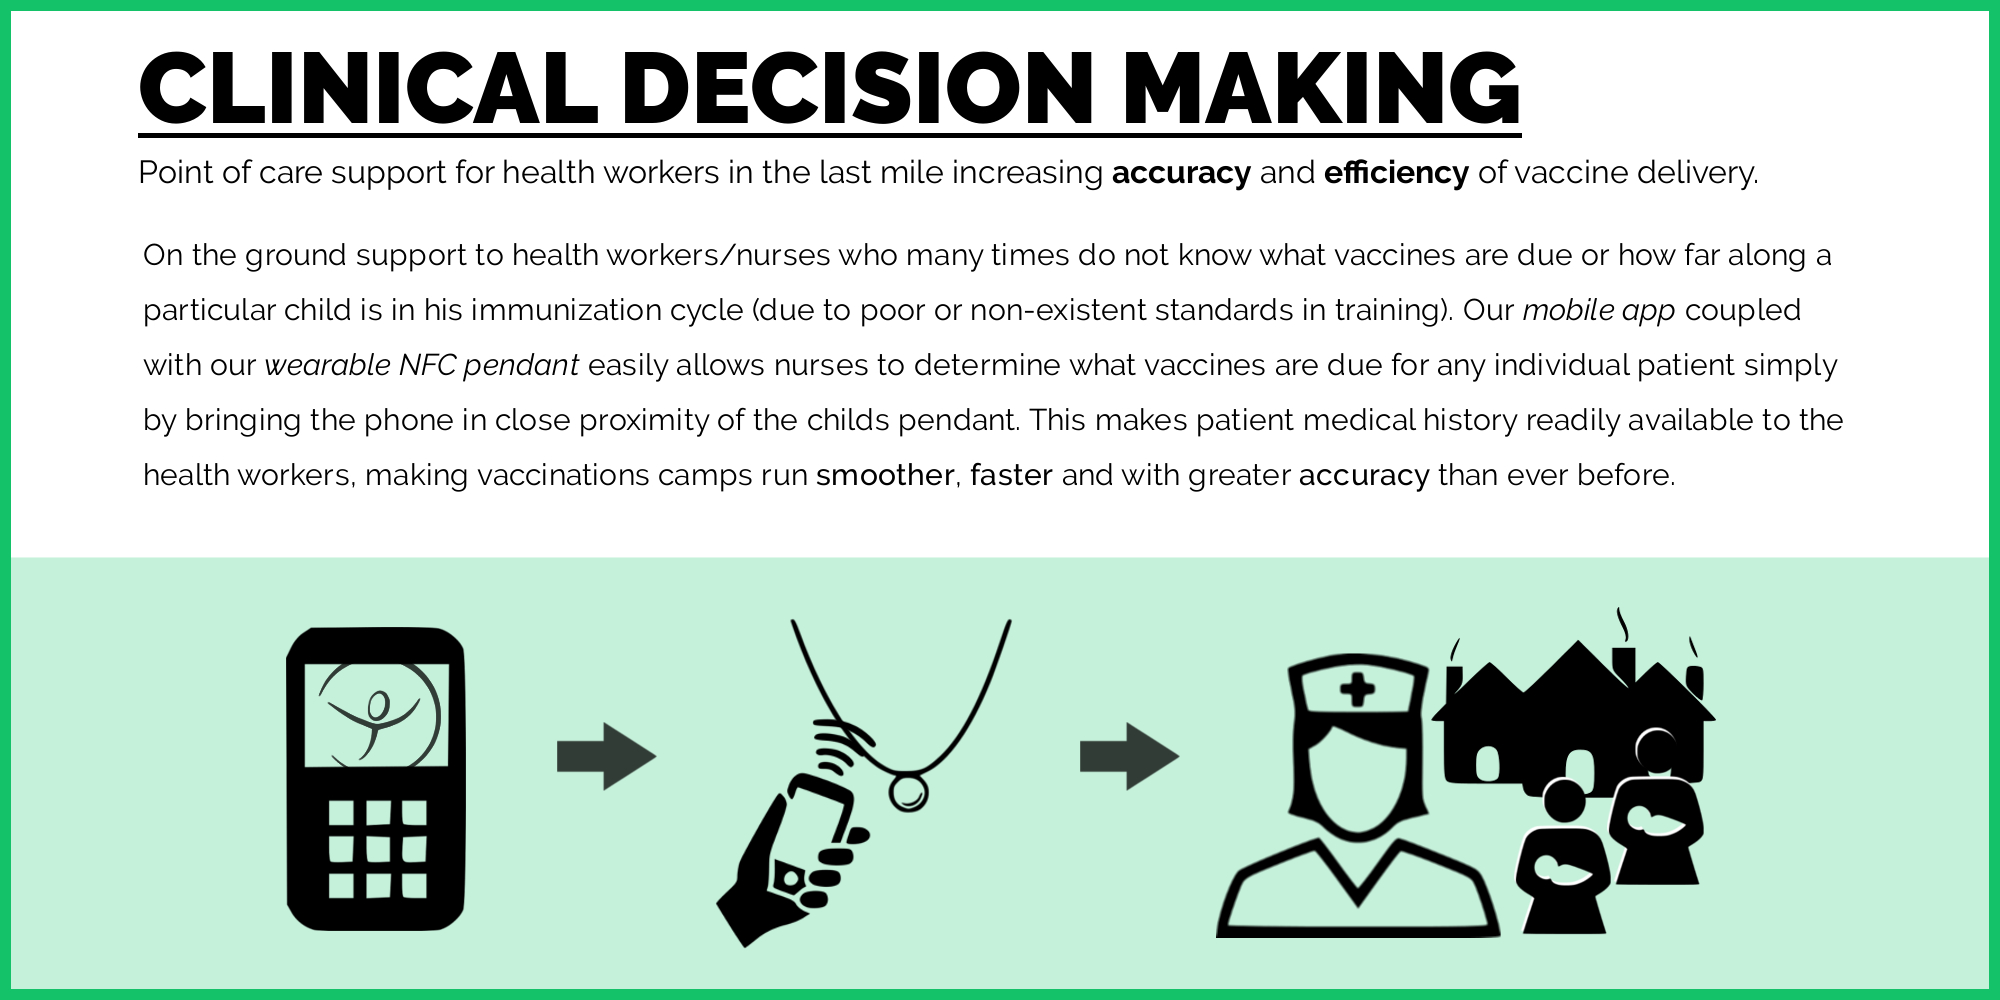 CLINICAL DECISION MAKING
Point of care support for health workers in the last mile increasing accuracy and efficiency of vaccine delivery.
On the ground support to health workers/nurses who many times do not know what vaccines are due or how far along a
particular child is in his immunization cycle (due to poor or non-existent standards in training). Our mobile app coupled
with our wearable NFC pendant easily allows nurses to determine what vaccines are due for any individual patient simply
by bringing the phone in close proximity of the childs pendant. This makes patient medical history readily available to the
health workers, making vaccinations camps run smoother, faster and with greater accuracy than ever before.